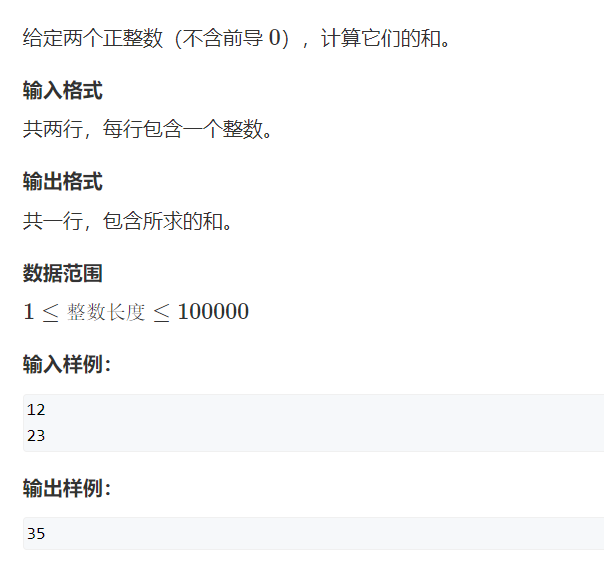 给定两个正整数（不含前导 0），计算它们的和。
输入格式
共两行，每行包含一个整数。
输出格式
共一行，包含所求的和。
数据范围
1 ≤ 整数长度 ≤ 100000
输入样例：
12
23
输出样例：
35